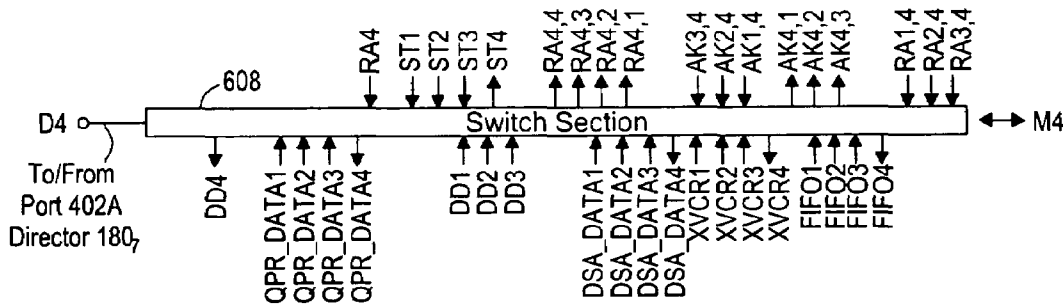 RA4
ST1
ST2
ST3
ST4
RA4,4
RA4,3
RA4,2
RA4,1
AK3,4
AK2,4
AK1,4
AK4,1
AK4,2
AK4,3
RA1,4
RA2,4
RA3,4
608
D4
Switch Section
M4
To/From
Port 402A
Director 180₇
DD4
QPR_DATA1
QPR_DATA2
QPR_DATA3
QPR_DATA4
DD1
DD2
DD3
DSA_DATA1
DSA_DATA2
DSA_DATA3
DSA_DATA4
XVCR1
XVCR2
XVCR3
XVCR4
FIFO1
FIFO2
FIFO3
FIFO4